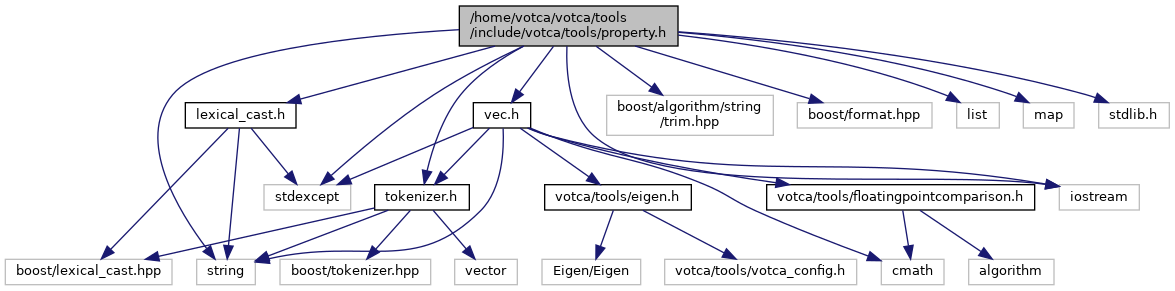 /home/votca/votca/tools
/include/votca/tools/property.h
lexical_cast.h
vec.h
boost/algorithm/string
/trim.hpp
boost/format.hpp
list
map
stdlib.h
stdexcept
tokenizer.h
votca/tools/eigen.h
votca/tools/floatingpointcomparison.h
iostream
boost/lexical_cast.hpp
string
boost/tokenizer.hpp
vector
Eigen/Eigen
votca/tools/votca_config.h
cmath
algorithm